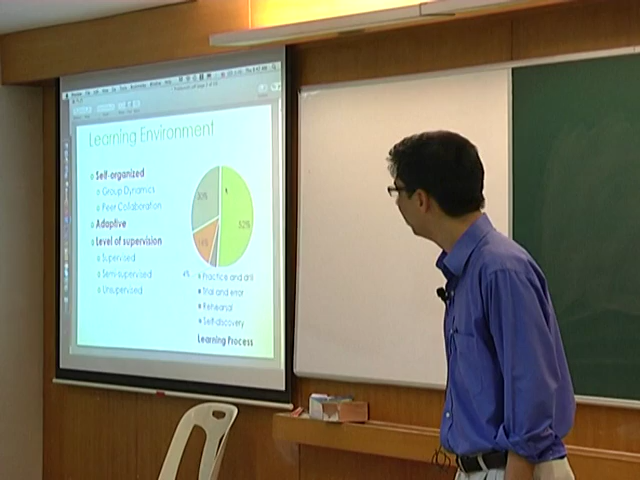 Learning Environment
Self-organized
Group Dynamics
Peer Collaboration
Adaptive
Level of supervision
Supervised
Semi-supervised
Unsupervised
30%
52%
14%
4%
Practice and drill
Trial and error
Rehearsal
Self-discovery
Learning Process